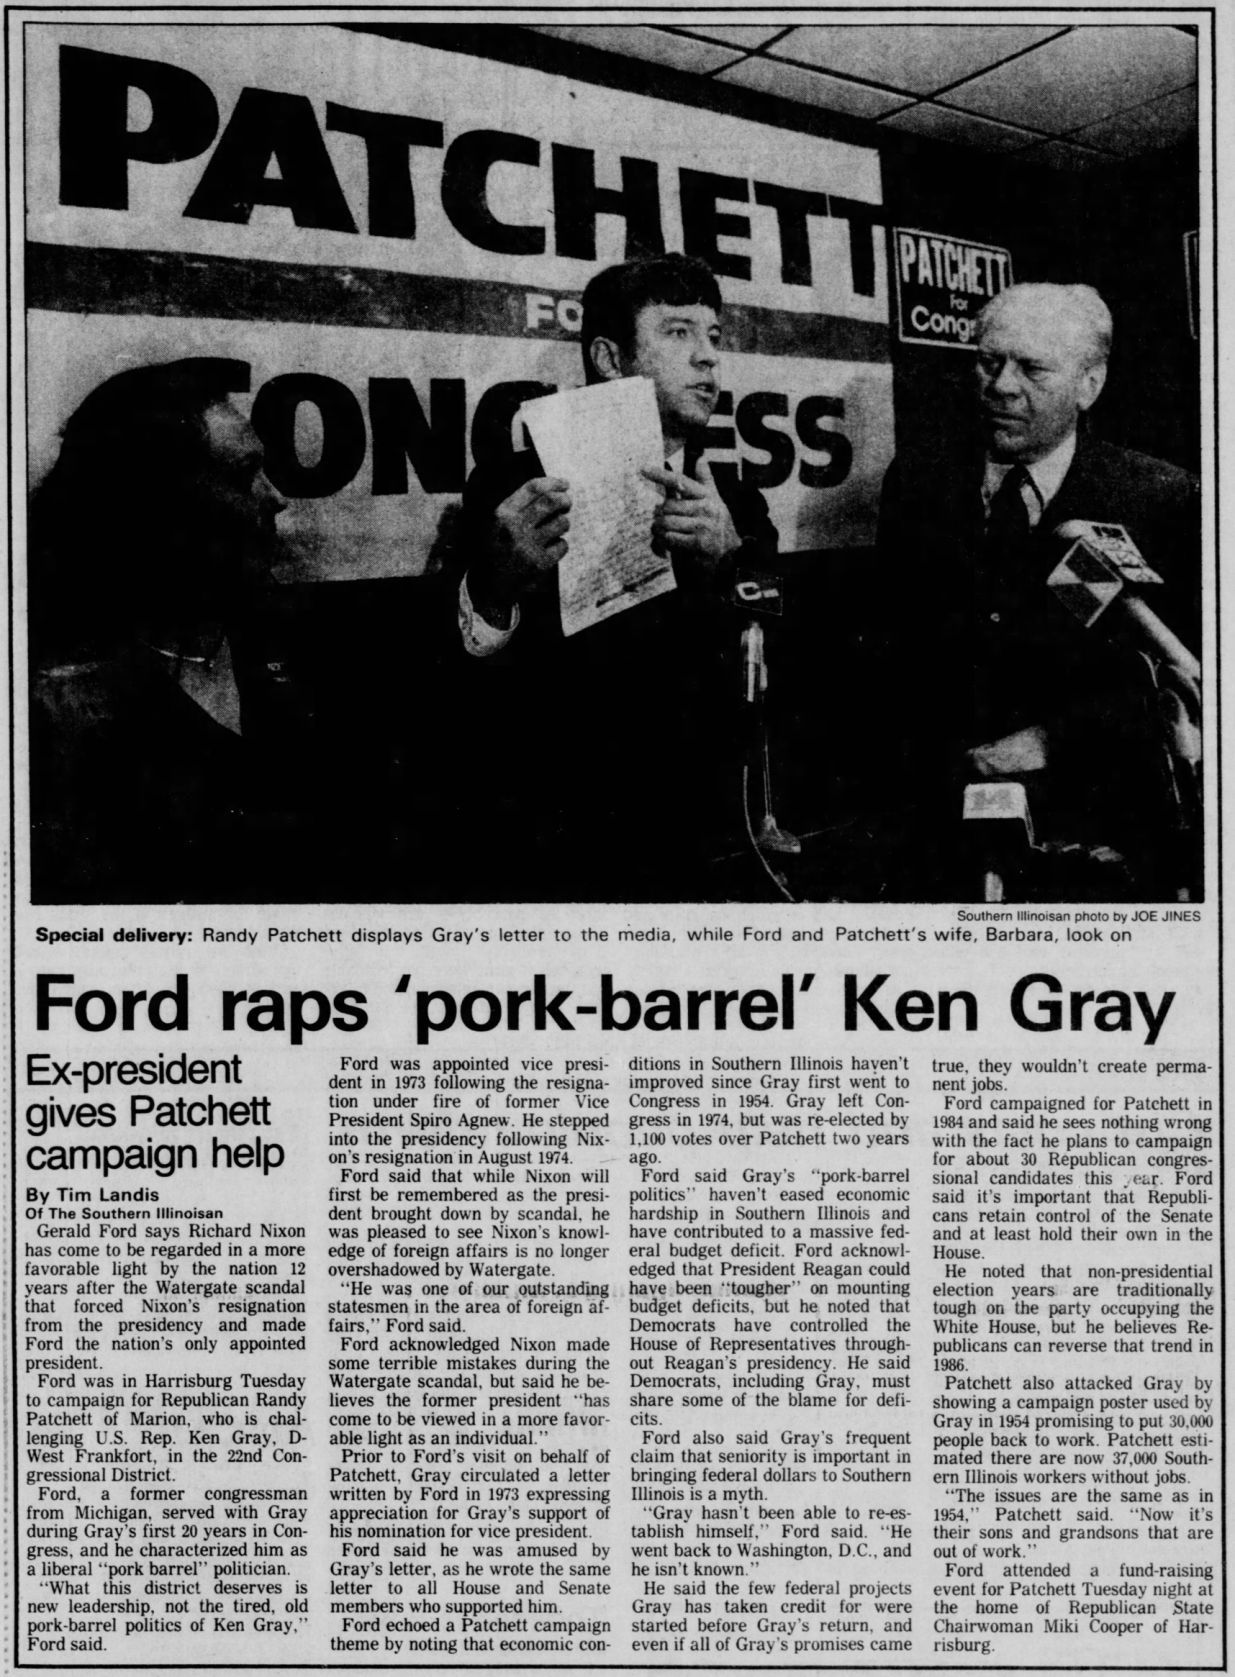 PATCHETT
FO
CONG ESS
PATCHETT
For
Congr
Southern Illinoisan photo by JOE JINES
Special delivery: Randy Patchett displays Gray's letter to the media, while Ford and Patchett's wife, Barbara, look on
Ford raps 'pork-barrel' Ken Gray
Ex-president
gives Patchett
campaign help
By Tim Landis
Of The Southern Illinoisan
Gerald Ford says Richard Nixon
has come to be regarded in a more
favorable light by the nation 12
years after the Watergate scandal
that forced Nixon's resignation
from the presidency and made
Ford the nation's only appointed
president.
Ford was in Harrisburg Tuesday
to campaign for Republican Randy
Patchett of Marion, who is chal-
lenging U.S. Rep. Ken Gray, D-
West Frankfort, in the 22nd Con-
gressional District.
Ford, a former congressman
from Michigan, served with Gray
during Gray's first 20 years in Con-
gress, and he characterized him as
a liberal "pork barrel" politician.
"What this district deserves is
new leadership, not the tired, old
pork-barrel politics of Ken Gray,"
Ford said.
Ford was appointed vice presi-
dent in 1973 following the resigna-
tion under fire of former Vice
President Spiro Agnew. He stepped
into the presidency following Nix-
on's resignation in August 1974.
Ford said that while Nixon will
first be remembered as the presi-
dent brought down by scandal, he
was pleased to see Nixon's knowl-
edge of foreign affairs is no longer
overshadowed by Watergate.
"He was one of our outstanding
statesmen in the area of foreign af-
fairs," Ford said.
Ford acknowledged Nixon made
some terrible mistakes during the
Watergate scandal, but said he be-
lieves the former president "has
come to be viewed in a more favor-
able light as an individual."
Prior to Ford's visit on behalf of
Patchett, Gray circulated a letter
written by Ford in 1973 expressing
appreciation for Gray's support of
his nomination for vice president.
Ford said he was amused by
Gray's letter, as he wrote the same
letter to all House and Senate
members who supported him.
Ford echoed a Patchett campaign
theme by noting that economic con-
ditions in Southern Illinois haven't
improved since Gray first went to
Congress in 1954. Gray left Con-
gress in 1974, but was re-elected by
1,100 votes over Patchett two years
ago.
Ford said Gray's "pork-barrel
politics" haven't eased economic
hardship in Southern Illinois and
have contributed to a massive fed-
eral budget deficit. Ford acknowl-
edged that President Reagan could
have been "tougher" on mounting
budget deficits, but he noted that
Democrats have controlled the
House of Representatives through-
out Reagan's presidency. He said
Democrats, including Gray, must
share some of the blame for defi-
cits.
Ford also said Gray's frequent
claim that seniority is important in
bringing federal dollars to Southern
Illinois is a myth.
"Gray hasn't been able to re-es-
tablish himself," Ford said. "He
went back to Washington, D.C., and
he isn't known."
He said the few federal projects
Gray has taken credit for were
started before Gray's return, and
even if all of Gray's promises came
true, they wouldn't create perma-
nent jobs.
Ford campaigned for Patchett in
1984 and said he sees nothing wrong
with the fact he plans to campaign
for about 30 Republican congres-
sional candidates this year. Ford
said it's important that Republi-
cans retain control of the Senate
and at least hold their own in the
House.
He noted that non-presidential
election years are traditionally
tough on the party occupying the
White House, but he believes Re-
publicans can reverse that trend in
1986.
Patchett also attacked Gray by
showing a campaign poster used by
Gray in 1954 promising to put 30,000
people back to work. Patchett esti-
mated there are now 37,000 South-
ern Illinois workers without jobs.
"The issues are the same as in
1954," Patchett said. "Now it's
their sons and grandsons that are
out of work."
Ford attended a fund-raising
event for Patchett Tuesday night at
the home of Republican State
Chairwoman Miki Cooper of Har-
risburg.